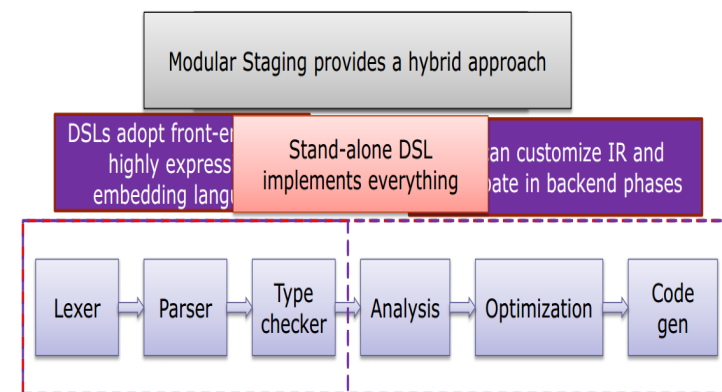 Modular Staging provides a hybrid approach
DSLs adopt front-en
highly express
embedding langu
Stand-alone DSL
implements everything
can customize IR and
pate in backend phases
Lexer
Parser
Type
checker
Analysis
Optimization
Code
gen